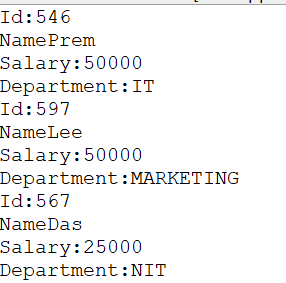 Id:546
NamePrem
Salary:50000
Department:IT
Id:597
NameLee
Salary:50000
Department:MARKETING
Id:567
NameDas
Salary:25000
Department:NIT